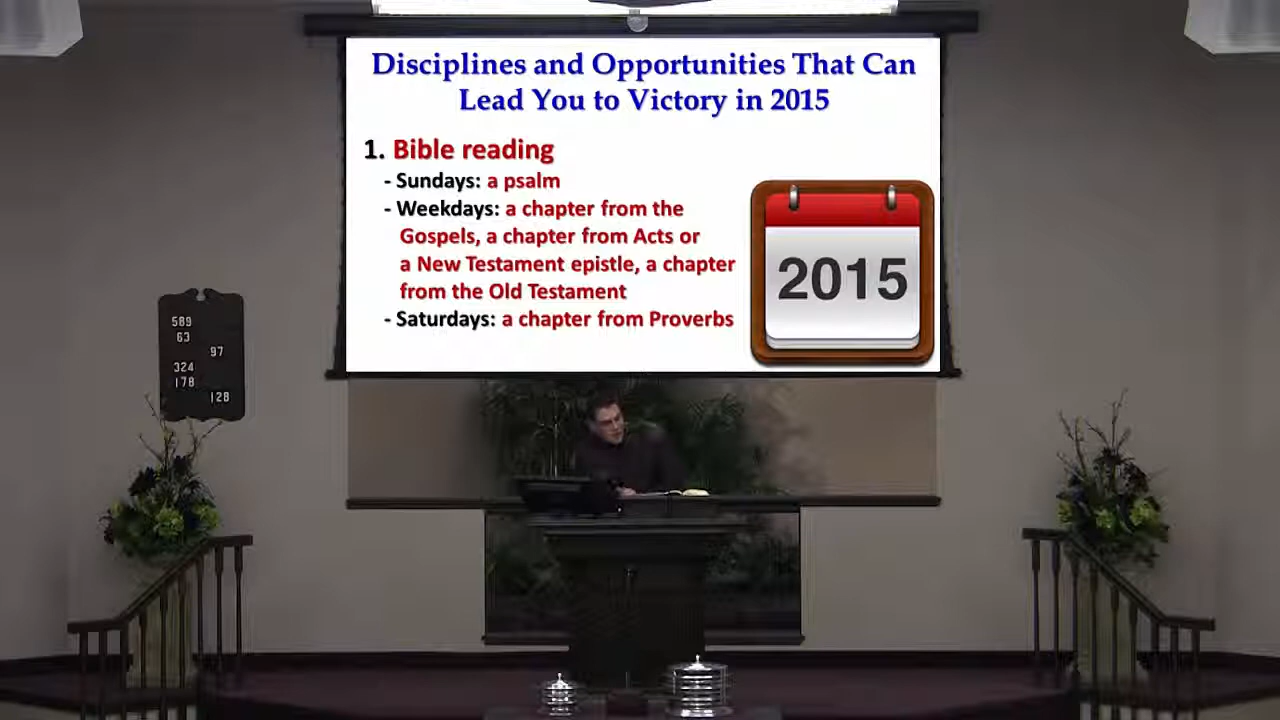 Disciplines and Opportunities That Can
Lead You to Victory in 2015
1. Bible reading
- Sundays: a psalm
- Weekdays: a chapter from the
Gospels, a chapter from Acts or
a New Testament epistle, a chapter
from the Old Testament
- Saturdays: a chapter from Proverbs
2015
589
63
97
324
178
128